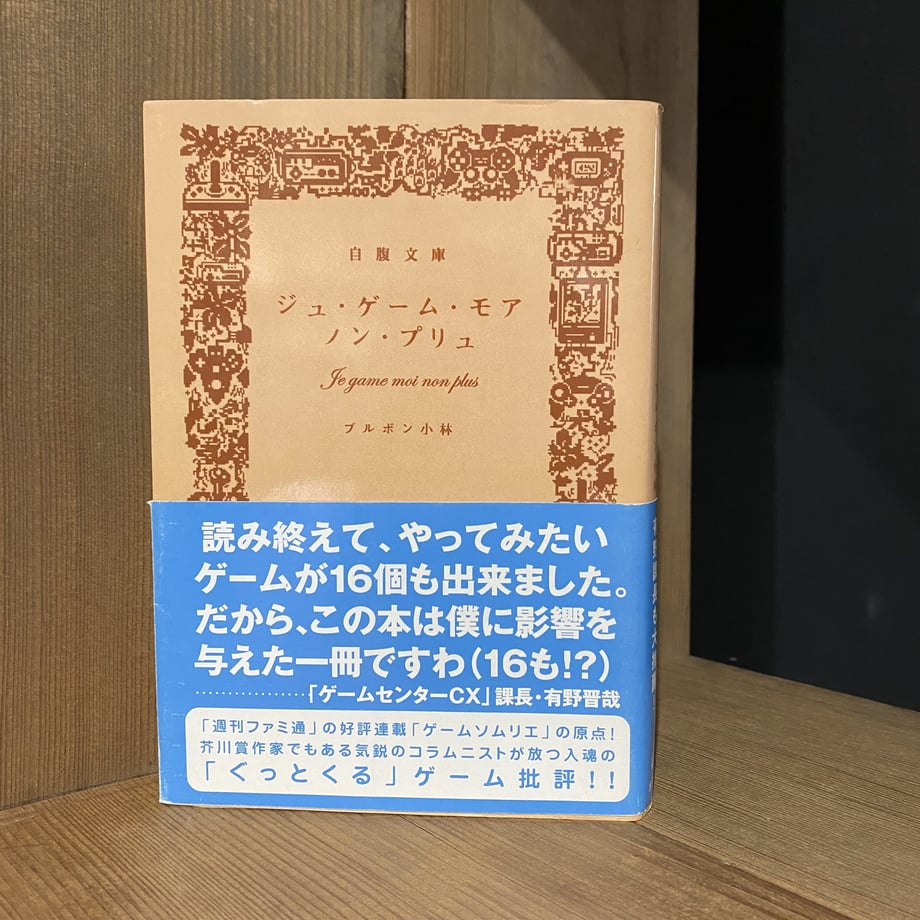 自腹文庫
ジュ・ゲーム・モア
ノン・プリュ
Je game moi non plus
ブルボン小林
読み終えて、やってみたい
ゲームが16個も出来ました。
だから、この本は僕に影響を
与えた一冊ですわ(16も!?)
………………「ゲームセンターCX」課長・有野晋哉
「週刊ファミ通」の好評連載「ゲームソムリエ」の原点!
芥川賞作家でもある気鋭のコラムニストが放つ入魂の
「ぐっとくる」ゲーム批評!!